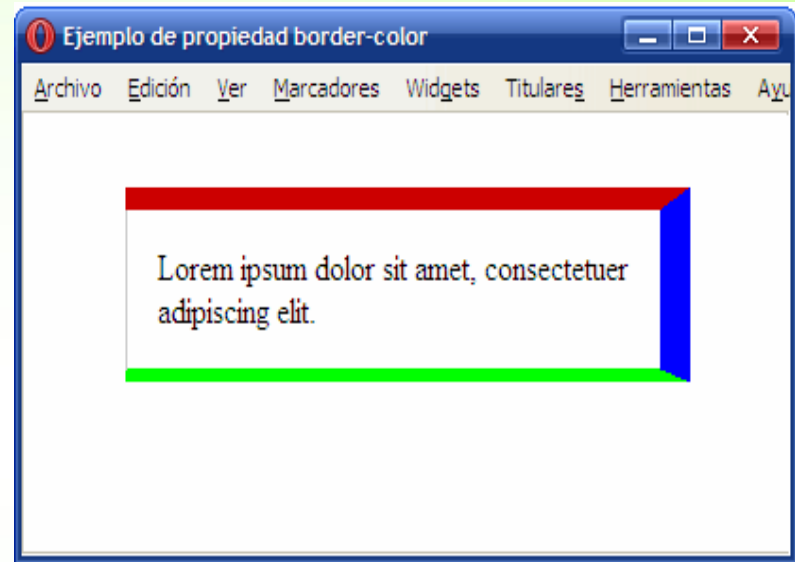 Ejemplo de propiedad border-color
Archivo Edición Ver Marcadores Widgets Titulares Herramientas Ayu
Lorem ipsum dolor sit amet, consectetuer
adipiscing elit.